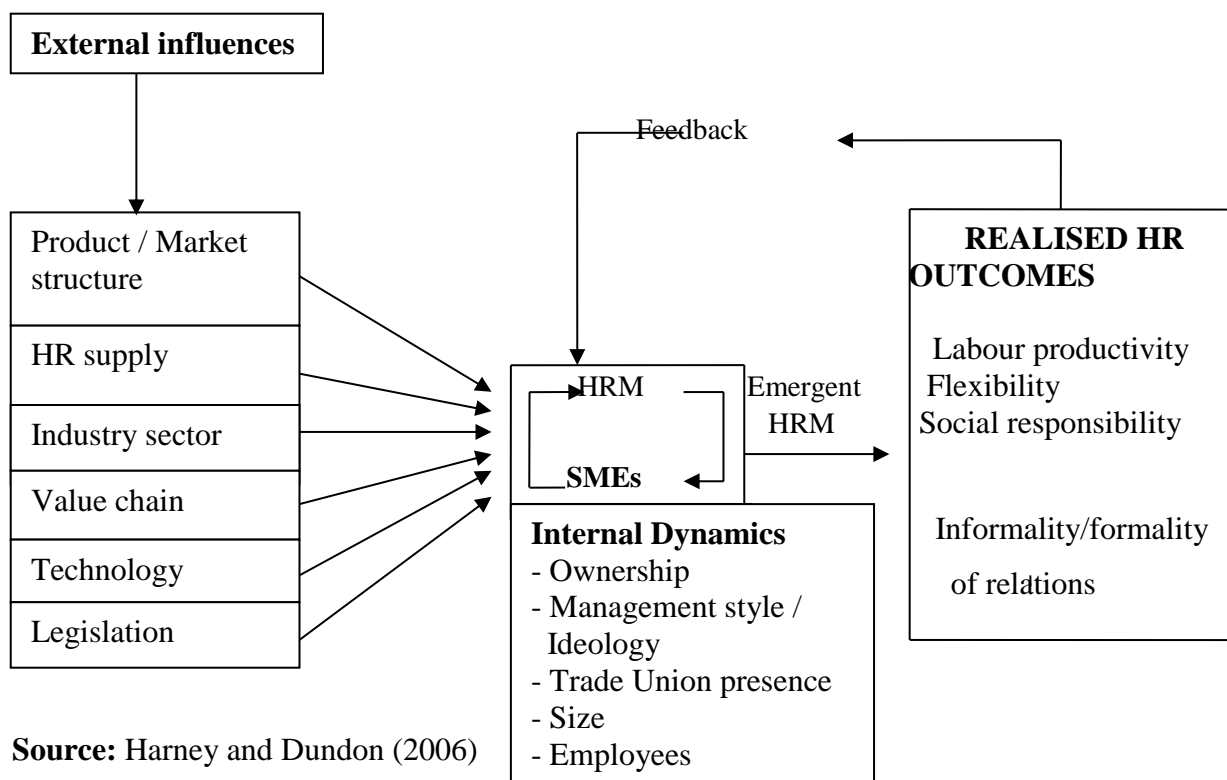 External influences
Feedback
Product / Market
structure
HR supply
Industry sector
Value chain
Technology
Legislation
HRM
SMEs
Emergent
HRM
Internal Dynamics
- Ownership
- Management style /
Ideology
- Trade Union presence
- Size
- Employees
REALISED HR
OUTCOMES
Labour productivity
Flexibility
Social responsibility
Informality/formality
of relations
Source: Harney and Dundon (2006)